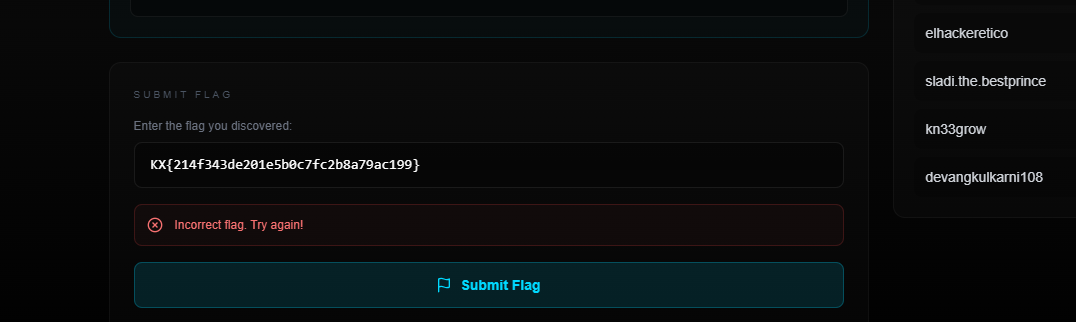 SUBMIT FLAG
Enter the flag you discovered:
KX{214f343de201e5b0c7fc2b8a79ac199}
Incorrect flag. Try again!
Submit Flag
elhackeretico
sladi.the.bestprince
kn33grow
devangkulkarni108